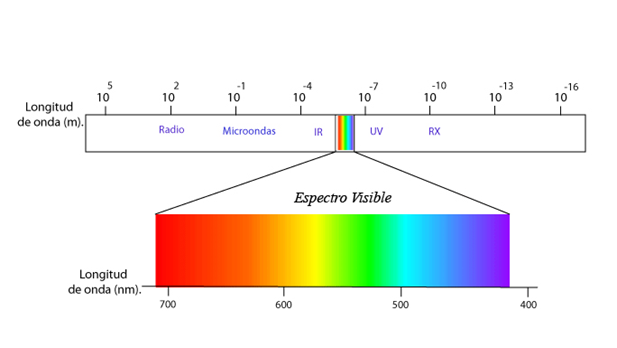 10 5 10 2 10 -1 10 -4 10 -7 10 -10 10 -13 10 -16
Longitud
de onda (m).
Radio Microondas IR UV RX
Espectro Visible
Longitud
de onda (nm).
700 600 500 400